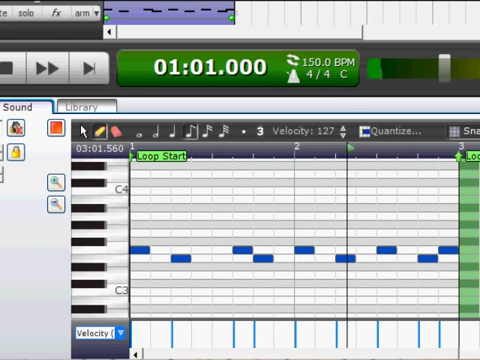 solo fx arm
01:01.000
150.0 BPM
4 / 4 C
Sound Library
3 Velocity: 127 Quantize...
03:01.560 1 2 3
Loop Start
C4
C3
Velocity (